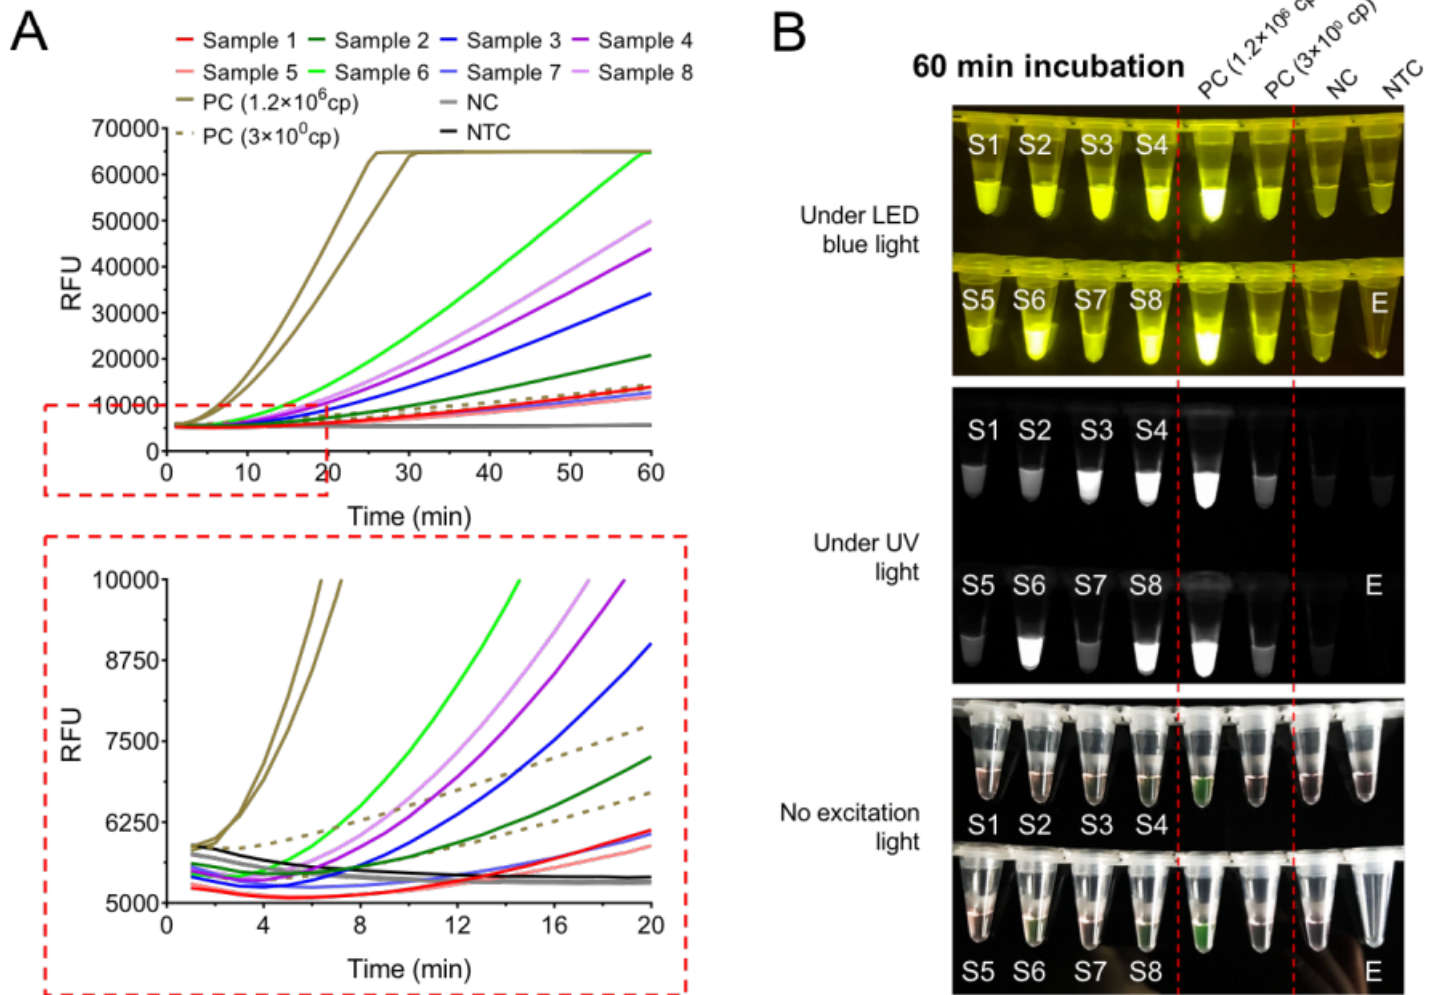 A
Sample 1 Sample 2 Sample 3 Sample 4
Sample 5 Sample 6 Sample 7 Sample 8
PC (1.2×10⁶cp) NC
PC (3×10⁰cp) NTC
70000
60000
50000
40000
30000
20000
10000
0
RFU
0 10 20 30 40 50 60
Time (min)
10000
8750
7500
6250
5000
RFU
0 4 8 12 16 20
Time (min)
B
60 min incubation
PC (1.2×10⁶ cp)
PC (3×10⁰ cp)
NC
NTC
Under LED
blue light
S1 S2 S3 S4
S5 S6 S7 S8 E
Under UV
light
S1 S2 S3 S4
S5 S6 S7 S8 E
No excitation
light
S1 S2 S3 S4
S5 S6 S7 S8 E